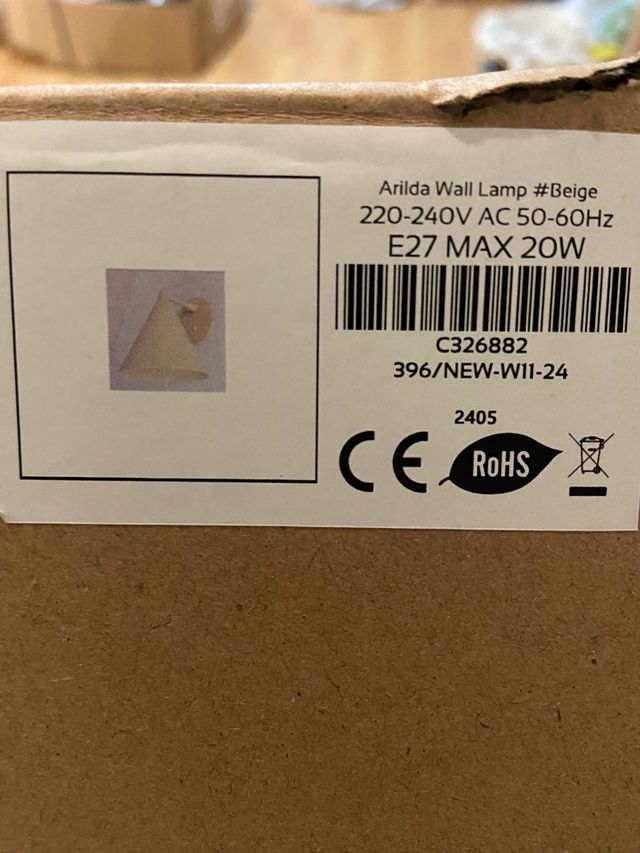 Arilda Wall Lamp #Beige
220-240V AC 50-60Hz
E27 MAX 20W
C326882
396/NEW-W11-24
2405
CE
RoHS